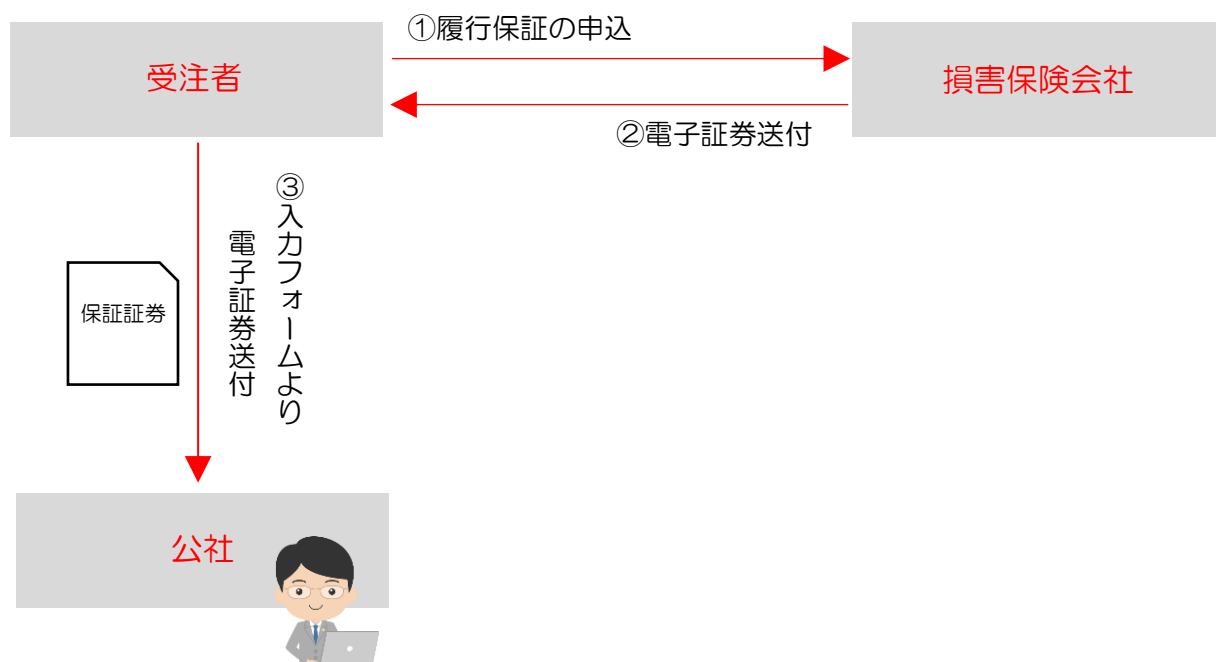 ①履行保証の申込
受注者
損害保険会社
②電子証券送付
③入力フォームより
電子証券送付
保証証券
公社